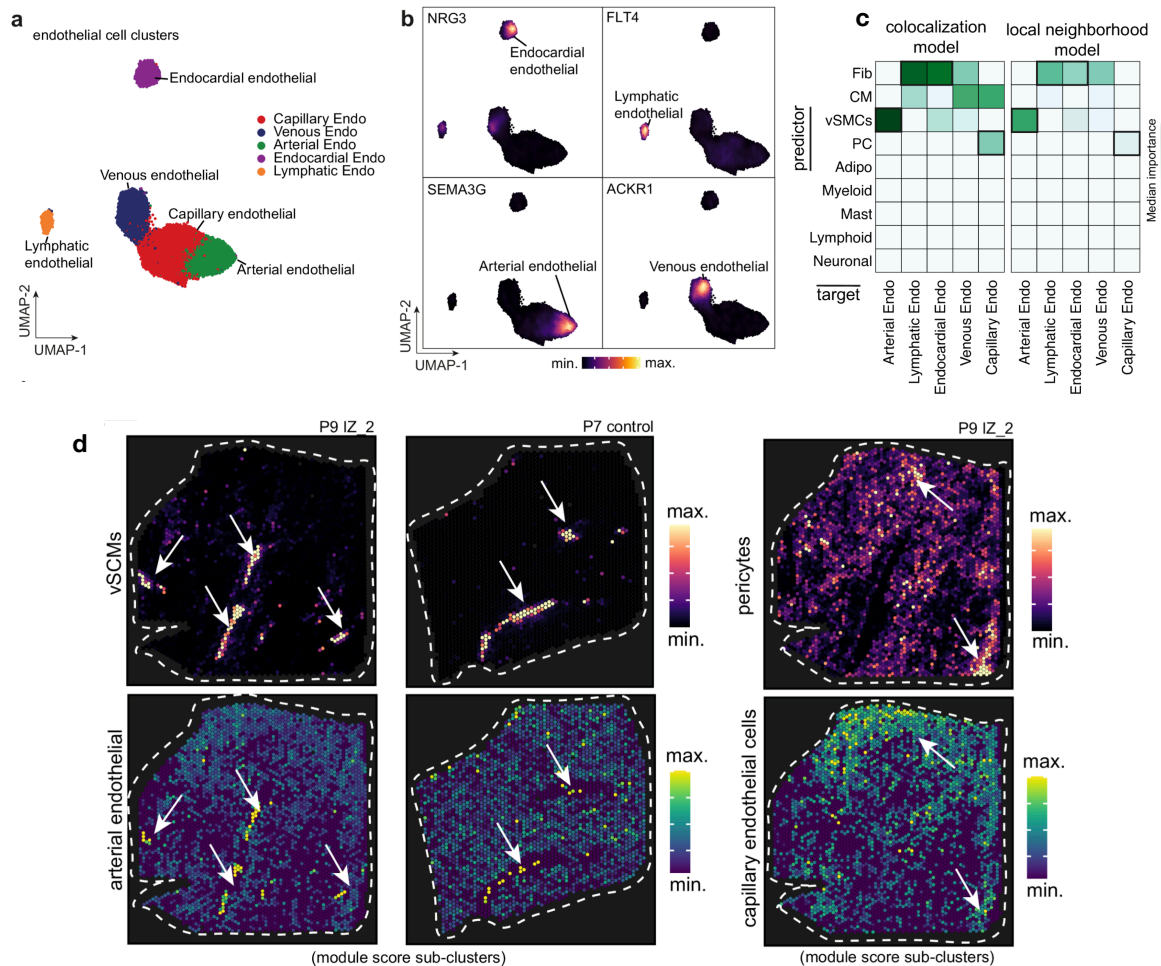 a
endothelial cell clusters
Endocardial endothelial
Capillary Endo
Venous Endo
Arterial Endo
Endocardial Endo
Lymphatic Endo
Venous endothelial
Capillary endothelial
Lymphatic
endothelial
Arterial endothelial
UMAP-2
UMAP-1
b
NRG3
Endocardial
endothelial
FLT4
Lymphatic
endothelial
SEMA3G
Arterial endothelial
ACKR1
Venous endothelial
UMAP-2
UMAP-1
min.
max.
c
colocalization
model
local neighborhood
model
predictor
Fib
CM
vSMCs
PC
Adipo
Myeloid
Mast
Lymphoid
Neuronal
Median importance
target
Arterial Endo
Lymphatic Endo
Endocardial Endo
Venous Endo
Capillary Endo
Arterial Endo
Lymphatic Endo
Endocardial Endo
Venous Endo
Capillary Endo
d
P9 IZ_2
P7 control
P9 IZ_2
vSCMs
max.
min.
pericytes
max.
min.
arterial endothelial
max.
min.
capillary endothelial cells
max.
min.
(module score sub-clusters)
(module score sub-clusters)